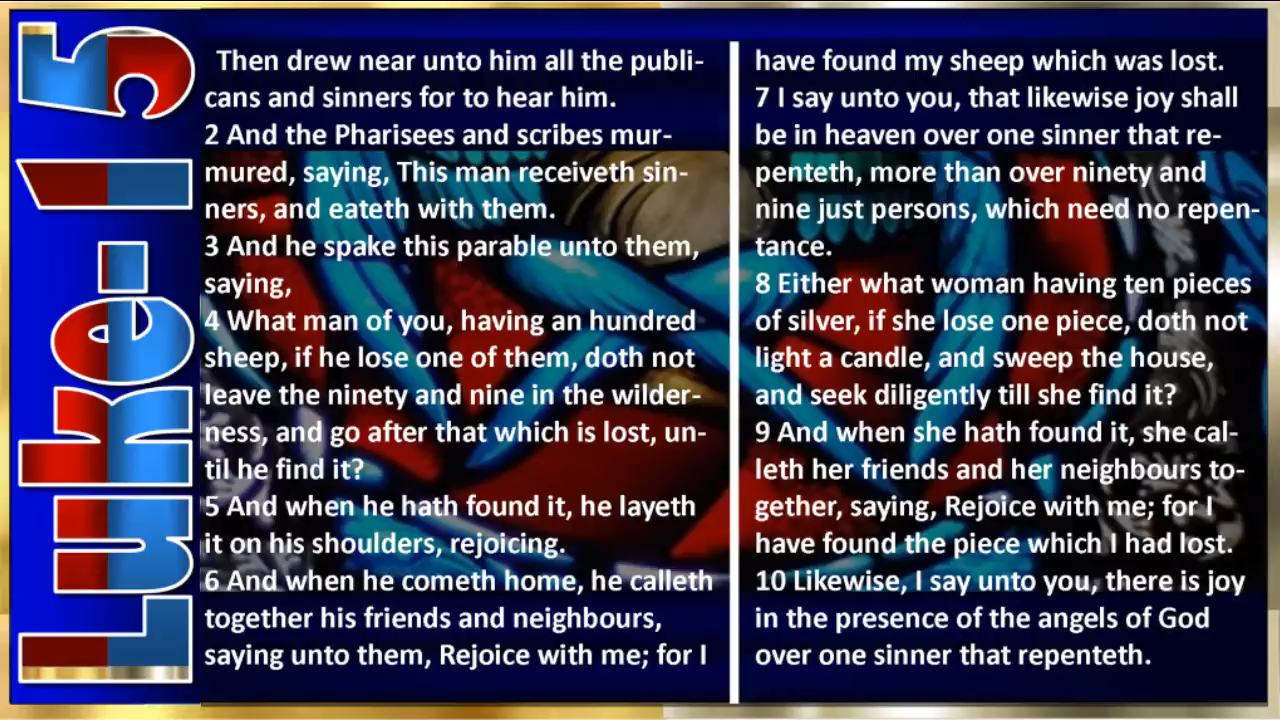 Luke-15
Then drew near unto him all the publi-
cans and sinners for to hear him.
2 And the Pharisees and scribes mur-
mured, saying, This man receiveth sin-
ners, and eateth with them.
3 And he spake this parable unto them,
saying,
4 What man of you, having an hundred
sheep, if he lose one of them, doth not
leave the ninety and nine in the wilder-
ness, and go after that which is lost, un-
til he find it?
5 And when he hath found it, he layeth
it on his shoulders, rejoicing.
6 And when he cometh home, he calleth
together his friends and neighbours,
saying unto them, Rejoice with me; for I
have found my sheep which was lost.
7 I say unto you, that likewise joy shall
be in heaven over one sinner that re-
penteth, more than over ninety and
nine just persons, which need no repen-
tance.
8 Either what woman having ten pieces
of silver, if she lose one piece, doth not
light a candle, and sweep the house,
and seek diligently till she find it?
9 And when she hath found it, she cal-
leth her friends and her neighbours to-
gether, saying, Rejoice with me; for I
have found the piece which I had lost.
10 Likewise, I say unto you, there is joy
in the presence of the angels of God
over one sinner that repenteth.